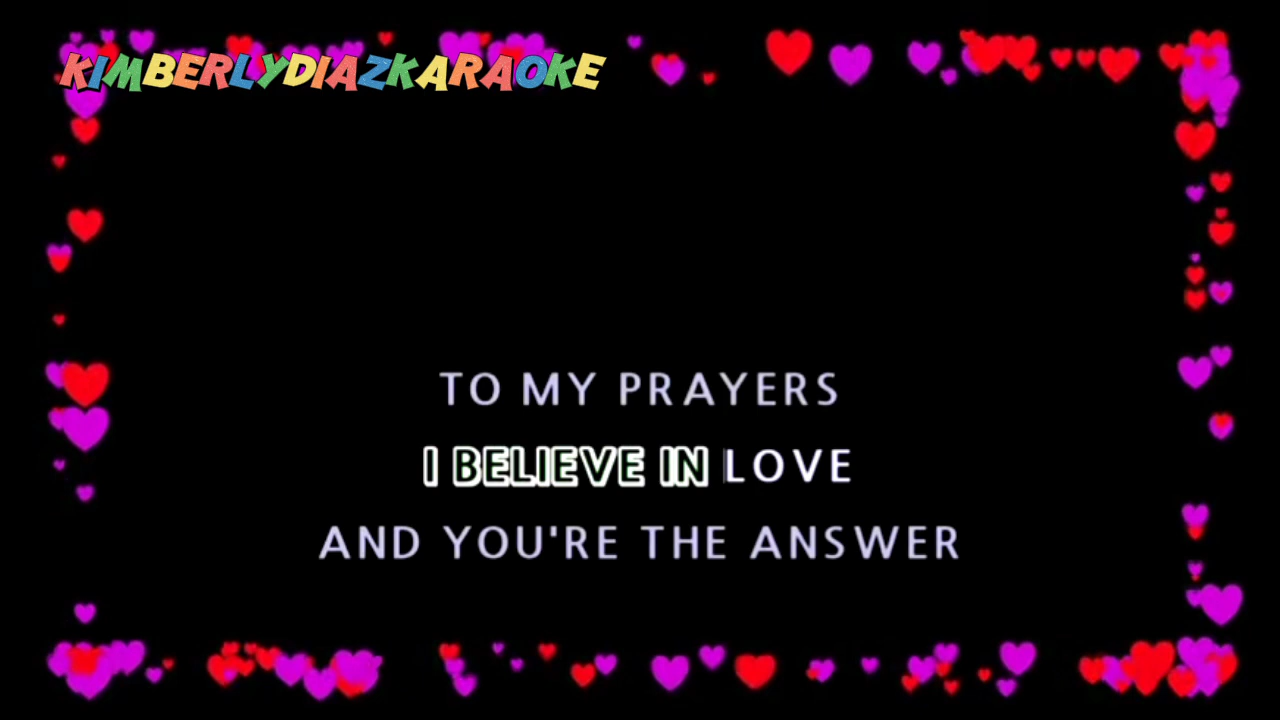 KIMBERLYDIAZKARAOKE
TO MY PRAYERS
I BELIEVE IN LOVE
AND YOU'RE THE ANSWER